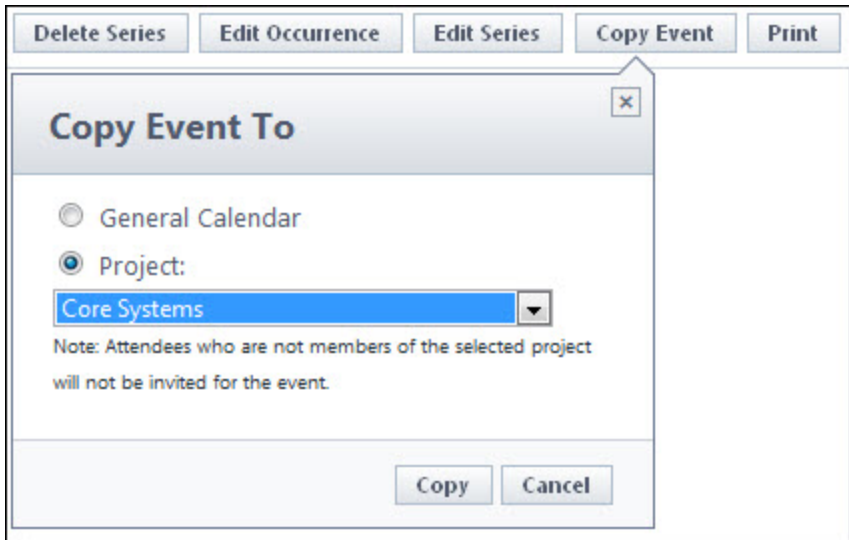 Delete Series Edit Occurrence Edit Series Copy Event Print
Copy Event To
General Calendar
Project:
Core Systems
Note: Attendees who are not members of the selected project
will not be invited for the event.
Copy Cancel